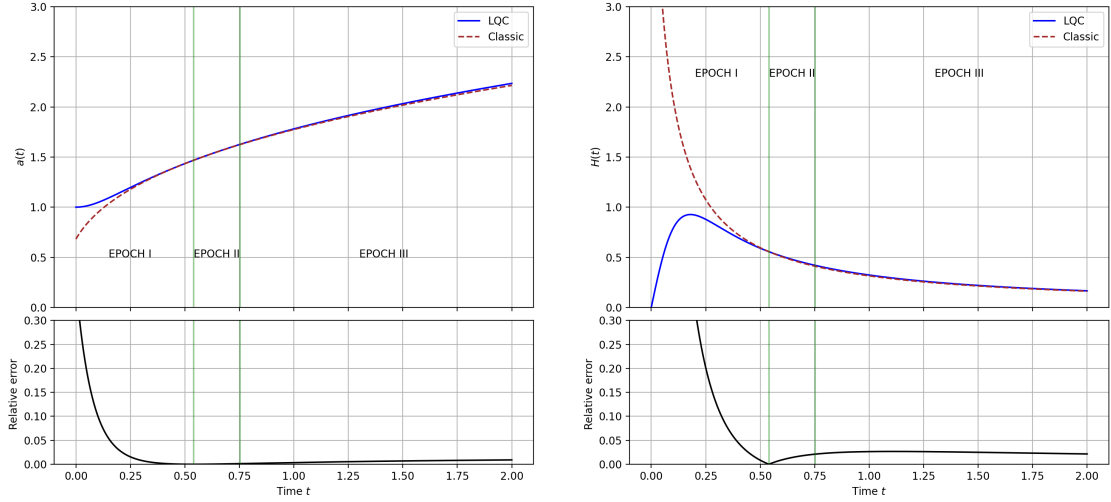 3.0
2.5
2.0
1.5
1.0
0.5
0.0
a(t)
LQC
Classic
EPOCH I
EPOCH II
EPOCH III
0.30
0.25
0.20
0.15
0.10
0.05
0.00
Relative error
0.00 0.25 0.50 0.75 1.00 1.25 1.50 1.75 2.00
Time t
3.0
2.5
2.0
1.5
1.0
0.5
0.0
H(t)
LQC
Classic
EPOCH I
EPOCH II
EPOCH III
0.30
0.25
0.20
0.15
0.10
0.05
0.00
Relative error
0.00 0.25 0.50 0.75 1.00 1.25 1.50 1.75 2.00
Time t